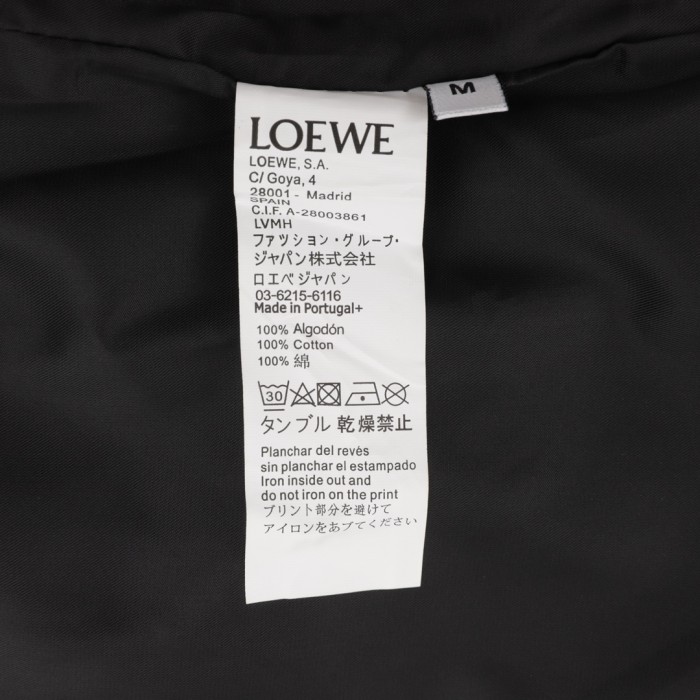 M
LOEWE
LOEWE, S.A.
C/ Goya, 4
28001 - Madrid
SPAIN
C.I.F. A-28003861
LVMH
ファツション・グループ・
ジャパン株式会社
ロエベジャパン
03-6215-6116
Made in Portugal+
100% Algodón
100% Cotton
100% 綿
30
タンブル 乾燥禁止
Planchar del revès
sin planchar el estampado
Iron inside out and
do not iron on the print
プリント部分を避けて
アイロンをあブてください